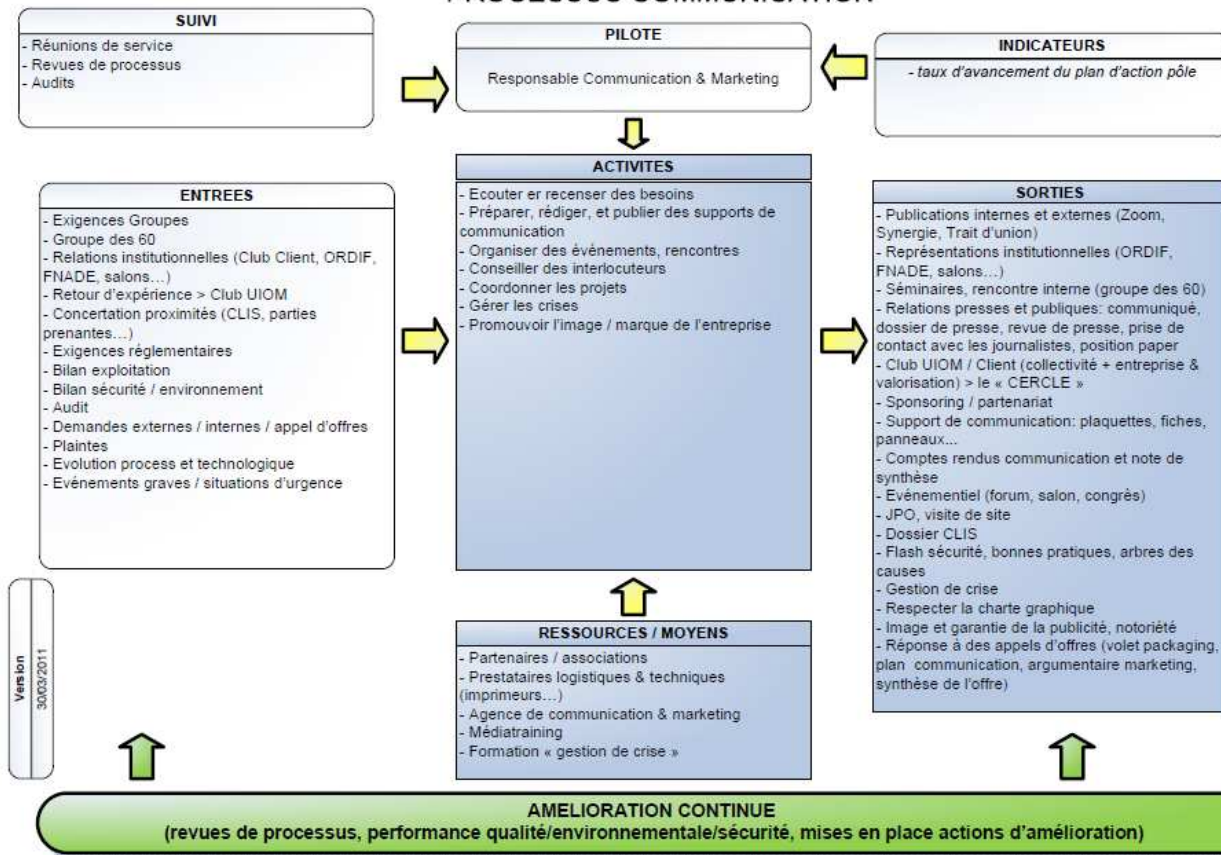 PROCESSUS COMMUNICATION
SUIVI
- Réunions de service
- Revues de processus
- Audits
PILOTE
Responsable Communication & Marketing
INDICATEURS
- taux d'avancement du plan d'action pôle
ENTREES
- Exigences Groupes
- Groupe des 60
- Relations institutionnelles (Club Client, ORDIF,
FNADE, salons…)
- Retour d'expérience > Club UIOM
- Concertation proximités (CLIS, parties
prenantes…)
- Exigences réglementaires
- Bilan exploitation
- Bilan sécurité / environnement
- Audit
- Demandes externes / internes / appel d'offres
- Plaintes
- Evolution process et technologique
- Evénements graves / situations d'urgence
ACTIVITES
- Ecouter er recenser des besoins
- Préparer, rédiger, et publier des supports de
communication
- Organiser des événements, rencontres
- Conseiller des interlocuteurs
- Coordonner les projets
- Gérer les crises
- Promouvoir l'image / marque de l'entreprise
SORTIES
- Publications internes et externes (Zoom,
Synergie, Trait d'union)
- Représentations institutionnelles (ORDIF,
FNADE, salons…)
- Séminaires, rencontre interne (groupe des 60)
- Relations presses et publiques: communiqué,
dossier de presse, revue de presse, prise de
contact avec les journalistes, position paper
- Club UIOM / Client (collectivité + entreprise &
valorisation) > le « CERCLE »
- Sponsoring / partenariat
- Support de communication: plaquettes, fiches,
panneaux...
- Comptes rendus communication et note de
synthèse
- Evénementiel (forum, salon, congrès)
- JPO, visite de site
- Dossier CLIS
- Flash sécurité, bonnes pratiques, arbres des
causes
- Gestion de crise
- Respecter la charte graphique
- Image et garantie de la publicité, notoriété
- Réponse à des appels d'offres (volet packaging,
plan communication, argumentaire marketing,
synthèse de l'offre)
RESSOURCES / MOYENS
- Partenaires / associations
- Prestataires logistiques & techniques
(imprimeurs…)
- Agence de communication & marketing
- Médiatraining
- Formation « gestion de crise »
Version
30/03/2011
AMELIORATION CONTINUE
(revues de processus, performance qualité/environnementale/sécurité, mises en place actions d'amélioration)